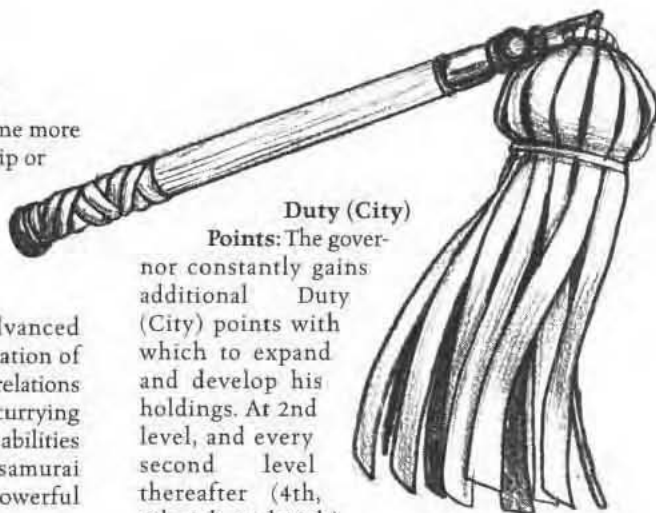 ne more
ip or
dvanced
ation of
relations
currying
abilities
samurai
owerful
Duty (City)
Points: The gover-
nor constantly gains
additional Duty
(City) points with
which to expand
and develop his
holdings. At 2nd
level, and every
second level
thereafter (4th,